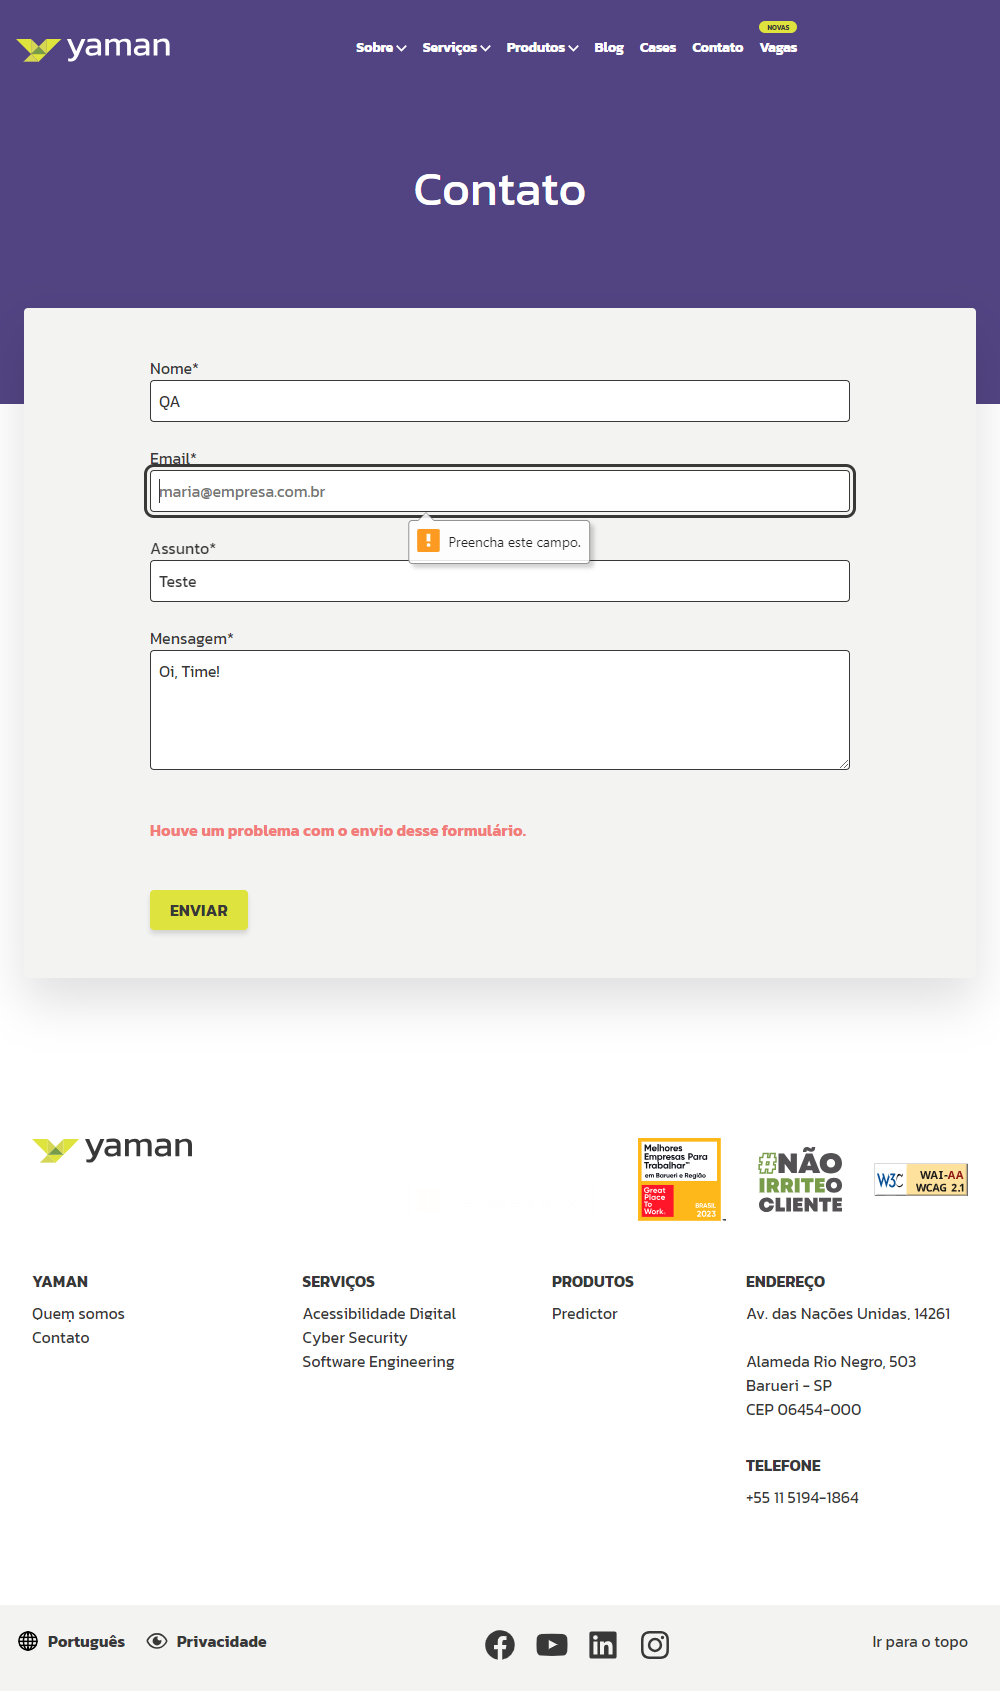 yaman
Sobre Serviços Produtos Blog Cases Contato Vagas
NOVAS
Contato
Nome*
QA
Email*
maria@empresa.com.br
Preencha este campo.
Assunto*
Teste
Mensagem*
Oi, Time!
Houve um problema com o envio desse formulário.
ENVIAR
yaman
Melhores
Empresas Para
Trabalhar™
em Barueri e Região
Great
Place
To
Work.
BRASIL
2023
#NÃO
IRRITEO
CLIENTE
W3C WAI-AA
WCAG 2.1
YAMAN
Quem somos
Contato
SERVIÇOS
Acessibilidade Digital
Cyber Security
Software Engineering
PRODUTOS
Predictor
ENDEREÇO
Av. das Nações Unidas, 14261
Alameda Rio Negro, 503
Barueri - SP
CEP 06454-000
TELEFONE
+55 11 5194-1864
Português Privacidade
in
Ir para o topo